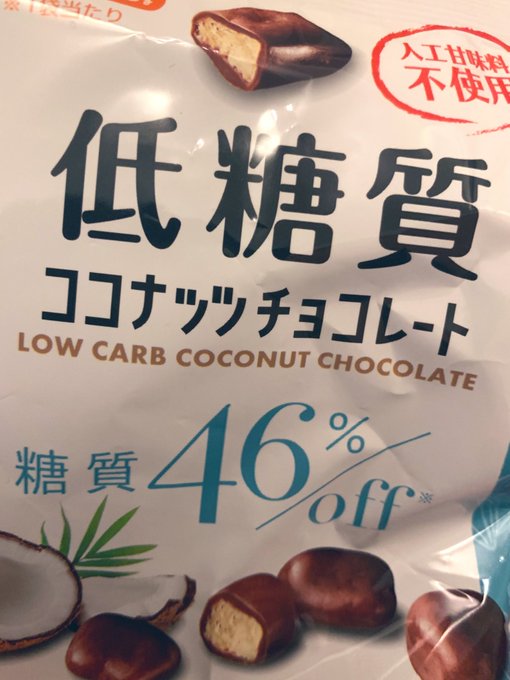 ※1袋当たり
人工甘味料
不使用
低糖質
ココナッツチョコレート
LOW CARB COCONUT CHOCOLATE
糖質46%off※